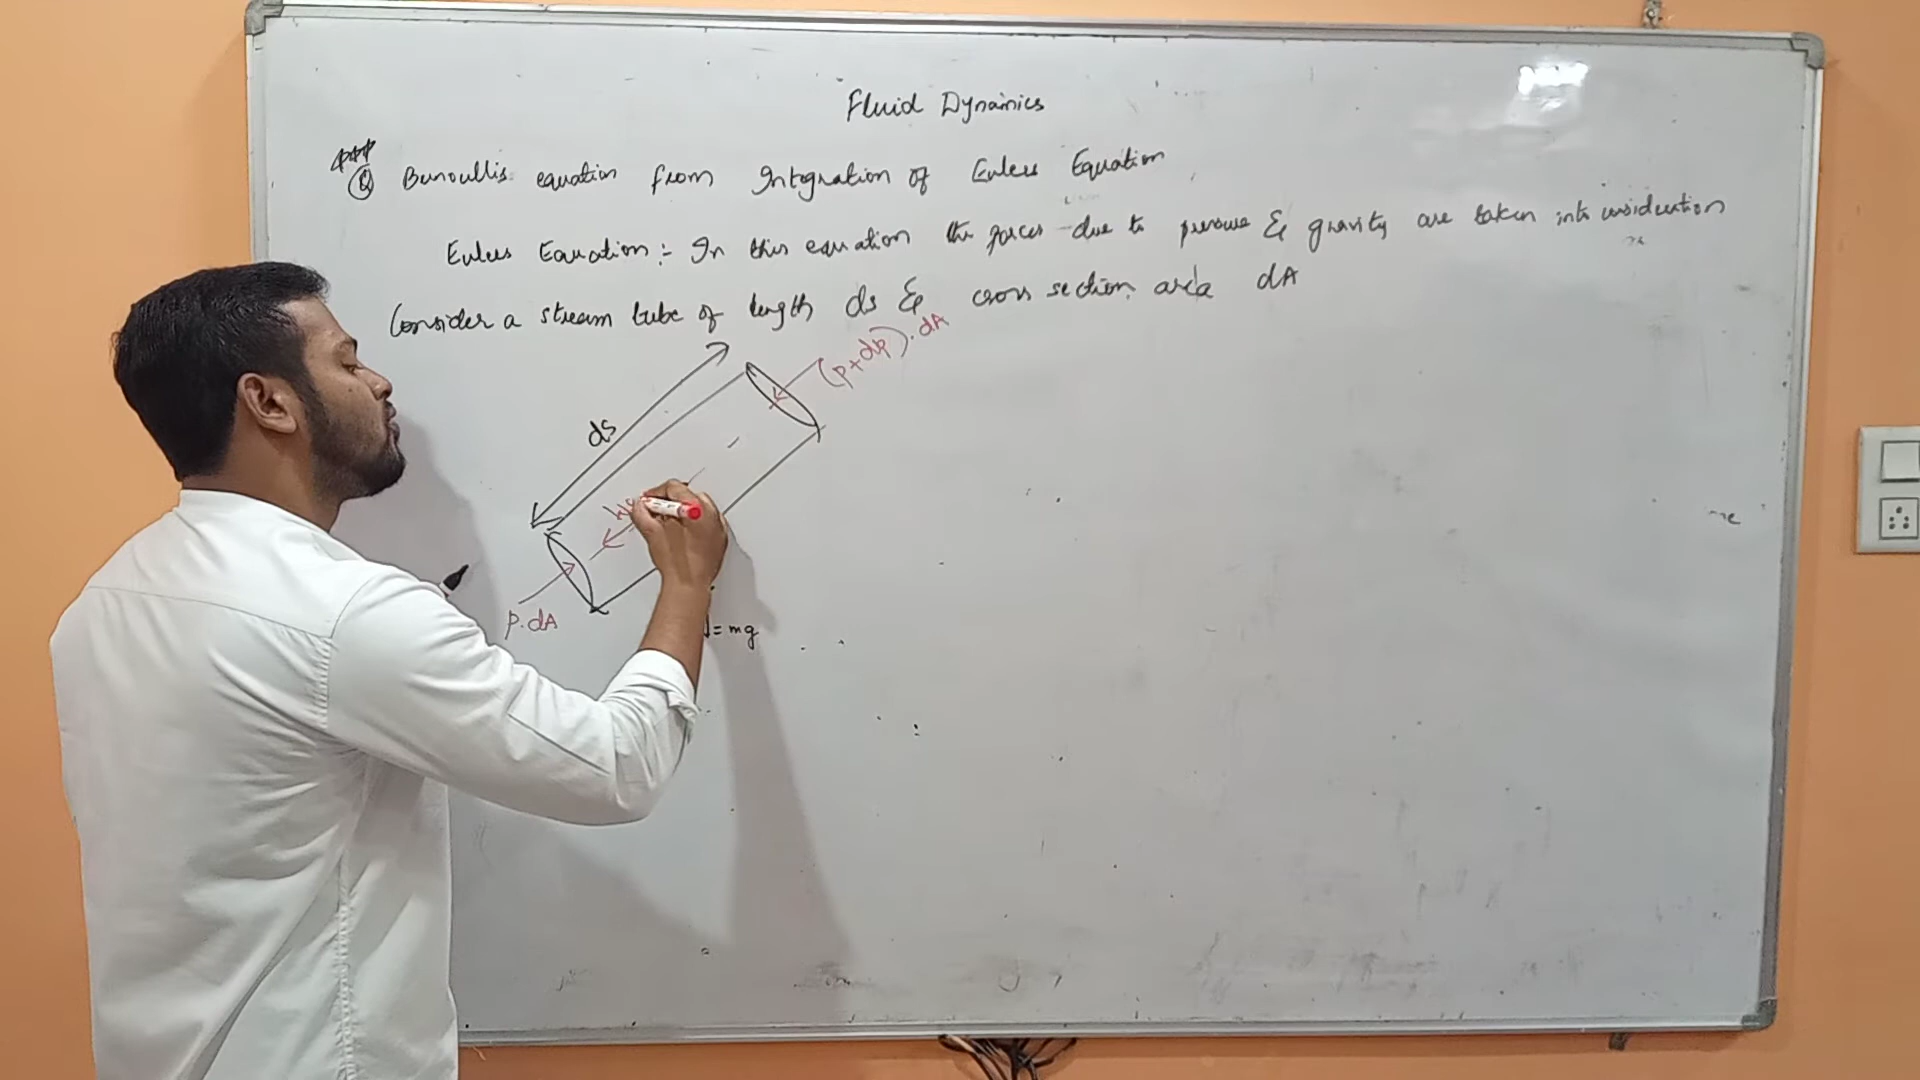 Fluid Dynamics
Q Bernoullis equation from Integration of Eulers Equation
Eulers Equation :- In this equation the forces due to pressure & gravity are taken into consideration
Consider a stream tube of length ds & cross section area dA
(P+dp).dA
ds
P.dA
=mg